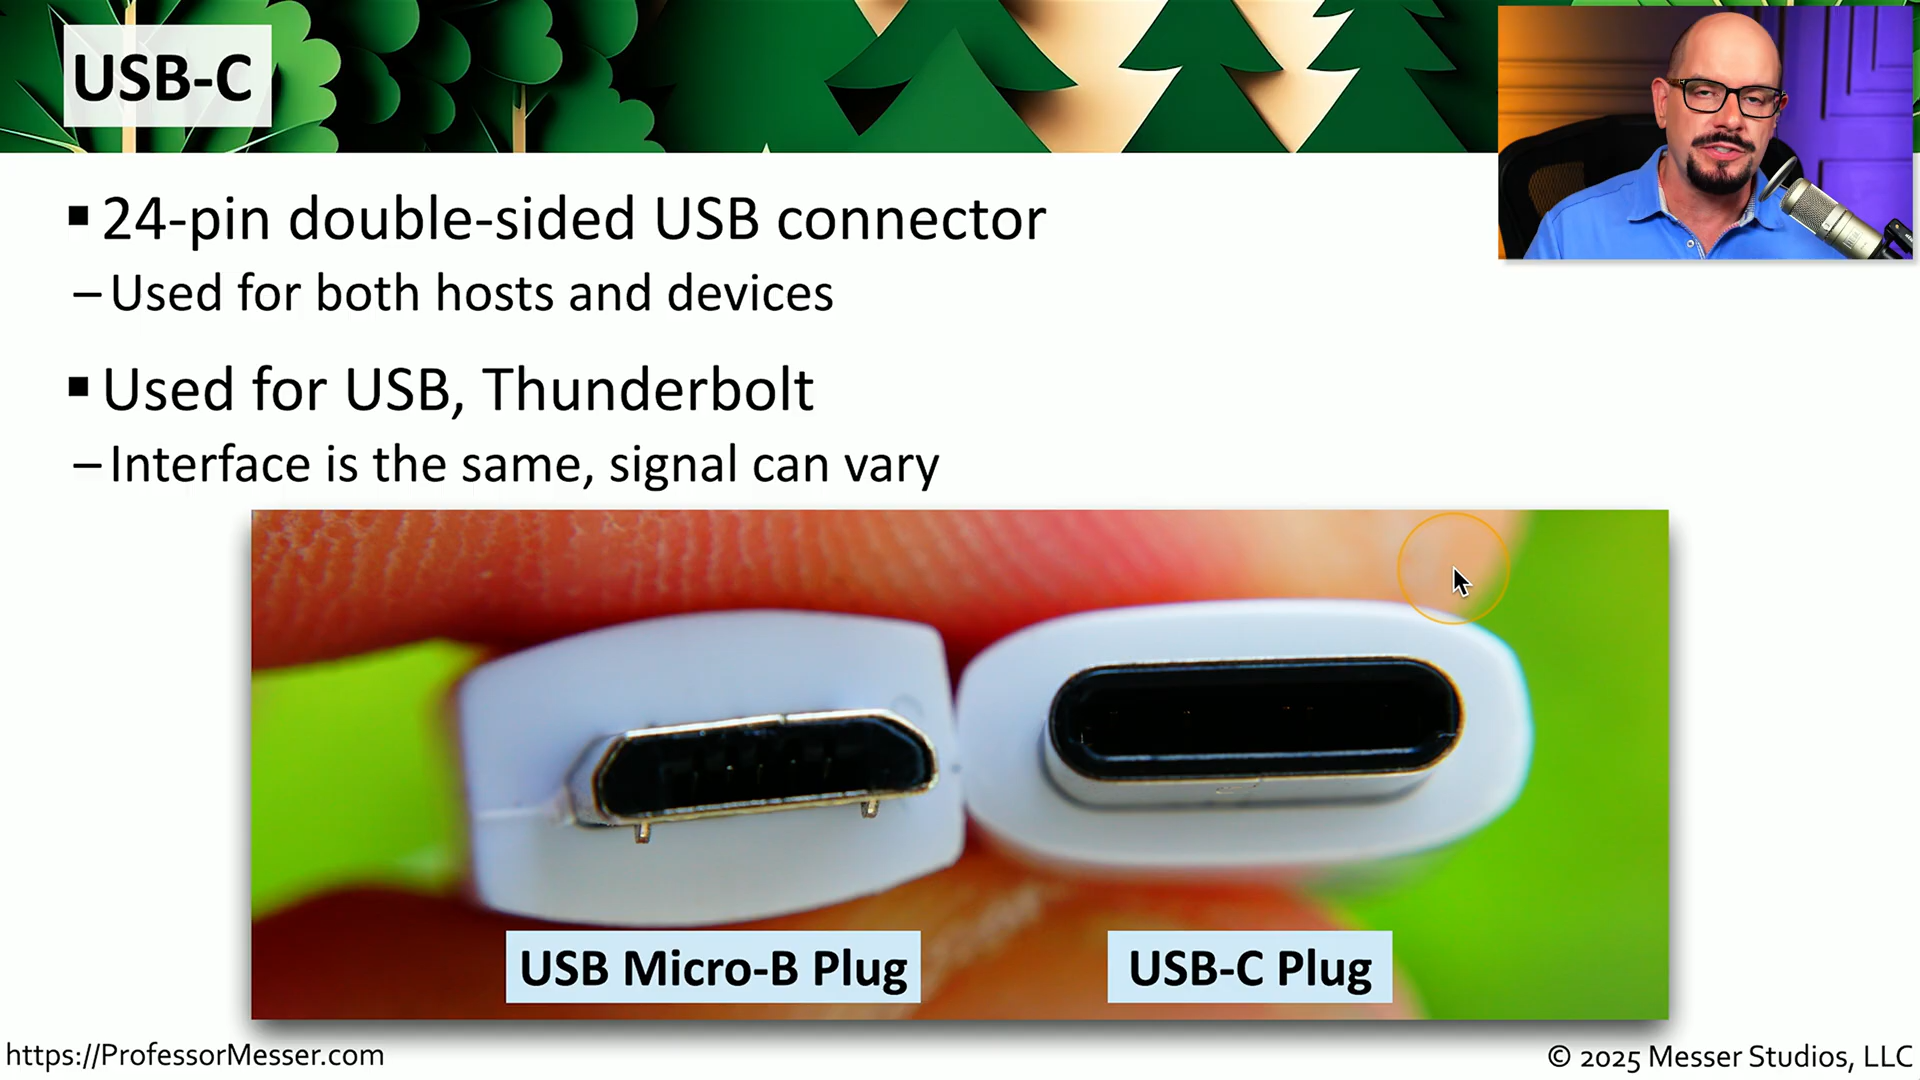 USB-C
▪ 24-pin double-sided USB connector
– Used for both hosts and devices
▪ Used for USB, Thunderbolt
– Interface is the same, signal can vary
USB Micro-B Plug
USB-C Plug
https://ProfessorMesser.com
© 2025 Messer Studios, LLC